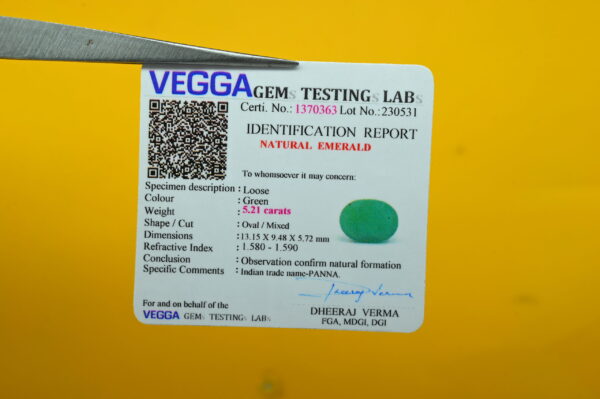 VEGGA GEMs TESTINGs LABs
Certi. No.: 1370363 Lot No.: 230531
IDENTIFICATION REPORT
NATURAL EMERALD
To whomsoever it may concern:
Specimen description : Loose
Colour : Green
Weight : 5.21 carats
Shape / Cut : Oval / Mixed
Dimensions : 13.15 X 9.48 X 5.72 mm
Refractive Index : 1.580 - 1.590
Conclusion : Observation confirm natural formation
Specific Comments : Indian trade name-PANNA.
For and on behalf of the
VEGGA GEMs TESTINGs LABs
DHEERAJ VERMA
FGA, MDGI, DGI